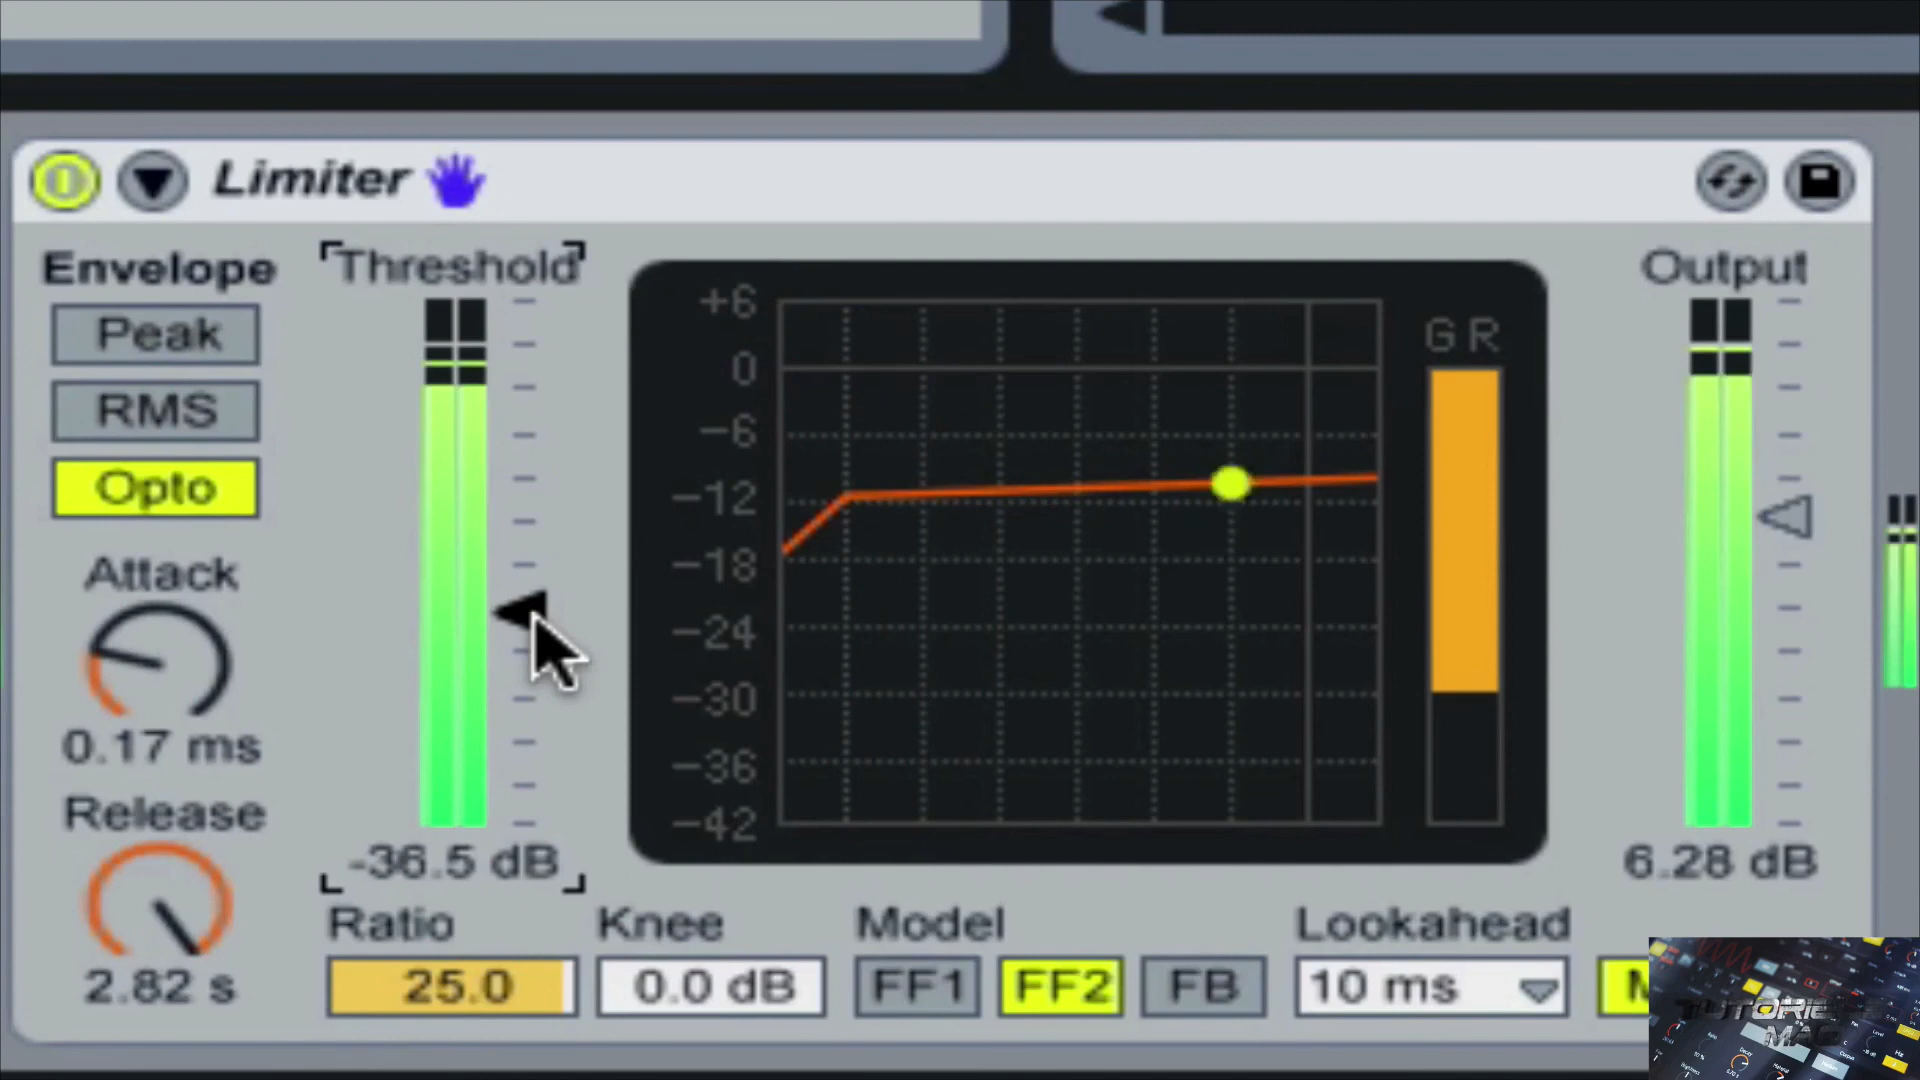 Limiter
Envelope
Peak
RMS
Opto
Attack
0.17 ms
Release
2.82 s
Threshold
-36.5 dB
Ratio
25.0
Knee
0.0 dB
Model
FF1 FF2 FB
Lookahead
10 ms
M
+6
0
−6
−12
−18
−24
−30
−36
−42
GR
Output
6.28 dB
MAG